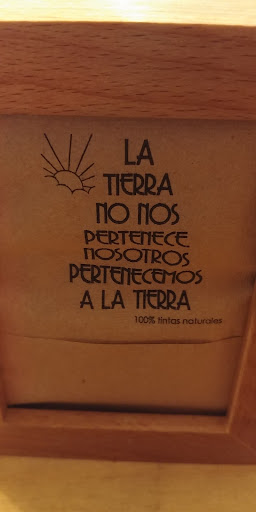 LA
TIERRA
NO NOS
PERTENECE
NOSOTROS
PERTENECEMOS
A LA TIERRA
100% tintas naturales